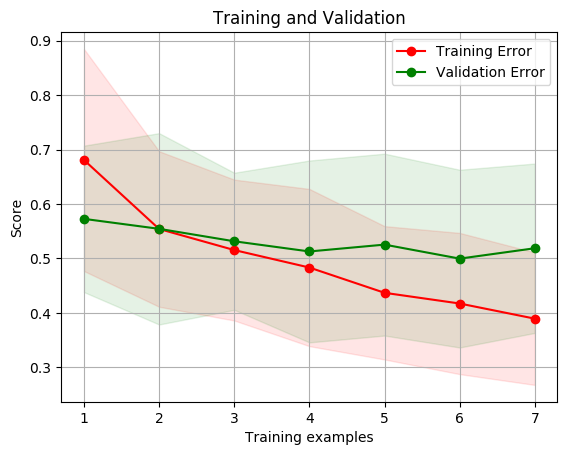 Training and Validation
Training Error
Validation Error
Score
0.9
0.8
0.7
0.6
0.5
0.4
0.3
1 2 3 4 5 6 7
Training examples